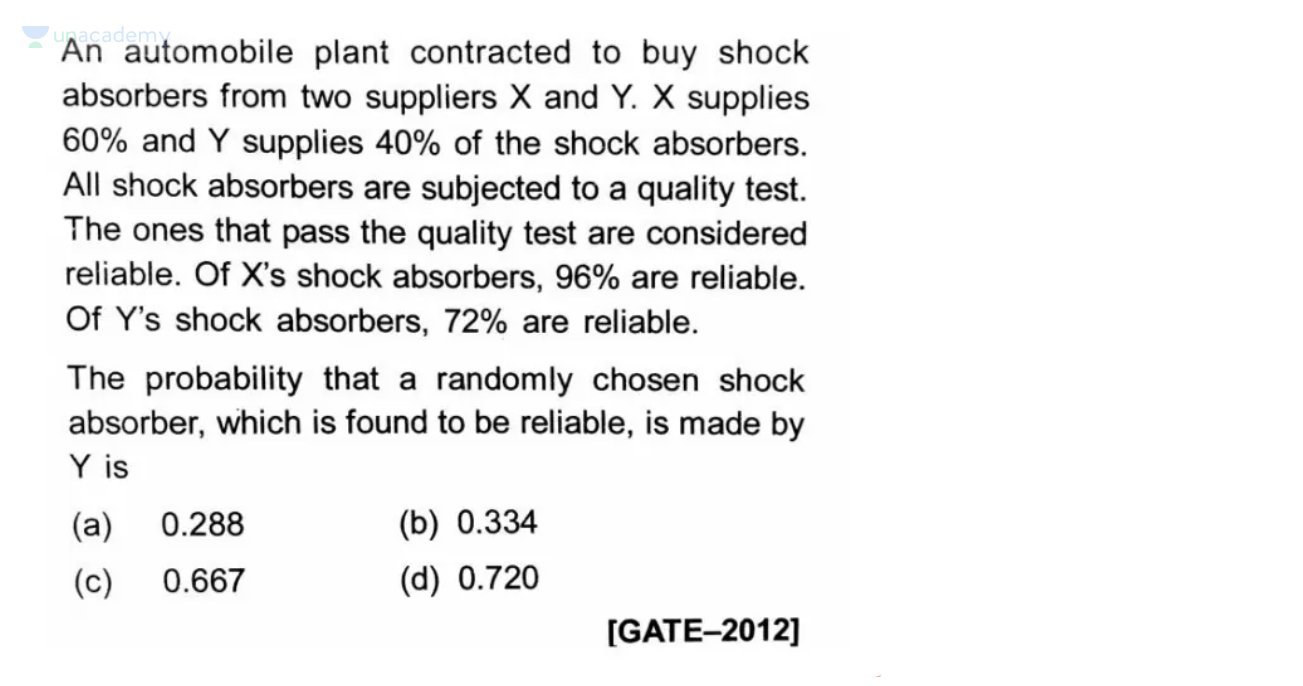 unacademy
An automobile plant contracted to buy shock
absorbers from two suppliers X and Y. X supplies
60% and Y supplies 40% of the shock absorbers.
All shock absorbers are subjected to a quality test.
The ones that pass the quality test are considered
reliable. Of X's shock absorbers, 96% are reliable.
Of Y's shock absorbers, 72% are reliable.
The probability that a randomly chosen shock
absorber, which is found to be reliable, is made by
Y is
(a) 0.288 (b) 0.334
(c) 0.667 (d) 0.720
[GATE–2012]